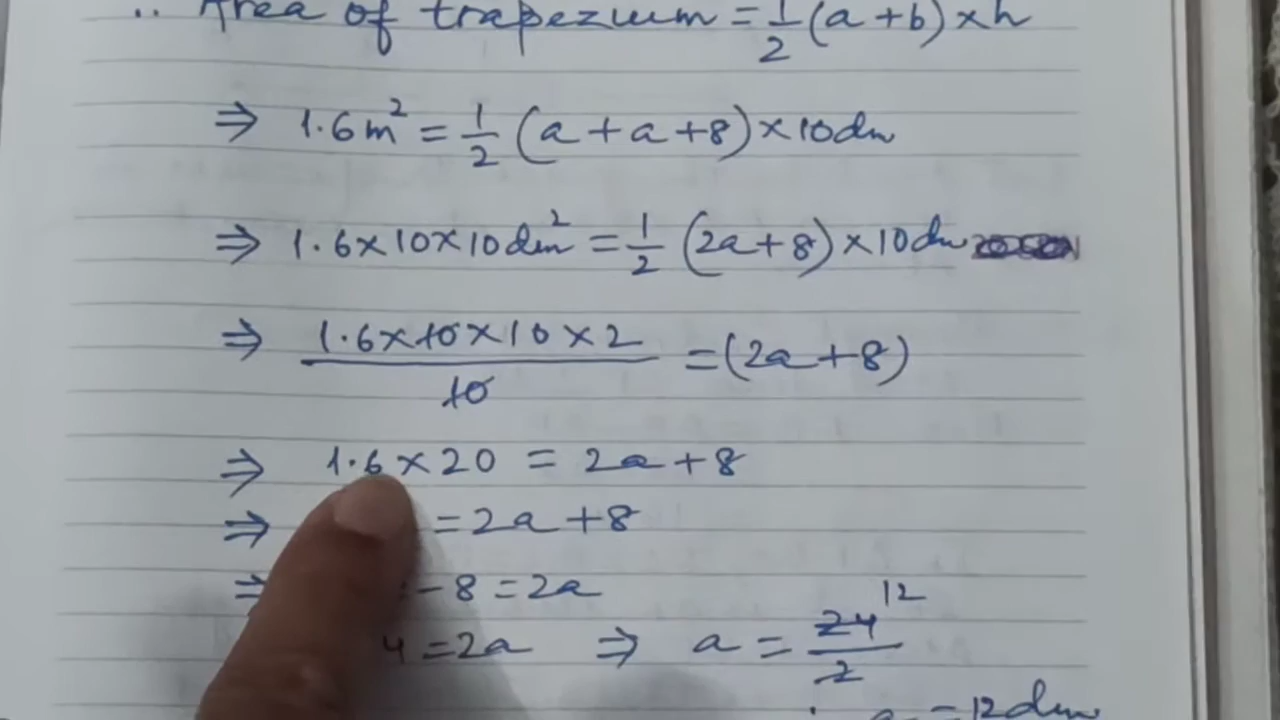 ∴ Area of trapezium = 1/2 (a + b) × h
⇒ 1.6 m² = 1/2 (a + a + 8) × 10 dm
⇒ 1.6 × 10 × 10 dm² = 1/2 (2a + 8) × 10 dm
⇒ 1.6 × 10 × 10 × 2 / 10 = (2a + 8)
⇒ 1.6 × 20 = 2a + 8
⇒ = 2a + 8
⇒ - 8 = 2a
4 = 2a ⇒ a = 24/2 12
a = 12 dm